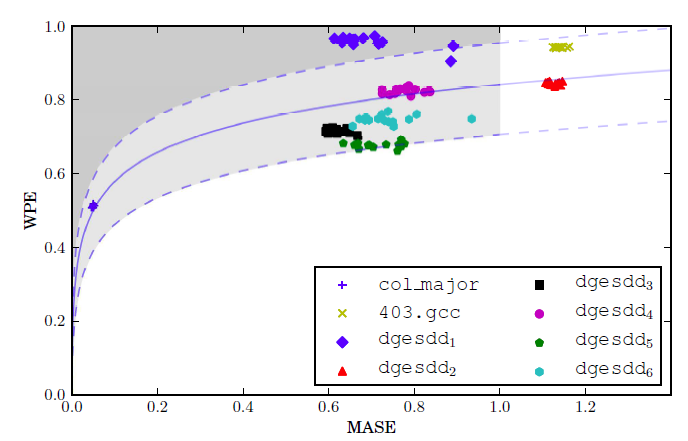 1.0
0.8
0.6
0.4
0.2
0.0
WPE
0.0 0.2 0.4 0.6 0.8 1.0 1.2
MASE
col_major
403.gcc
dgesdd₁
dgesdd₂
dgesdd₃
dgesdd₄
dgesdd₅
dgesdd₆